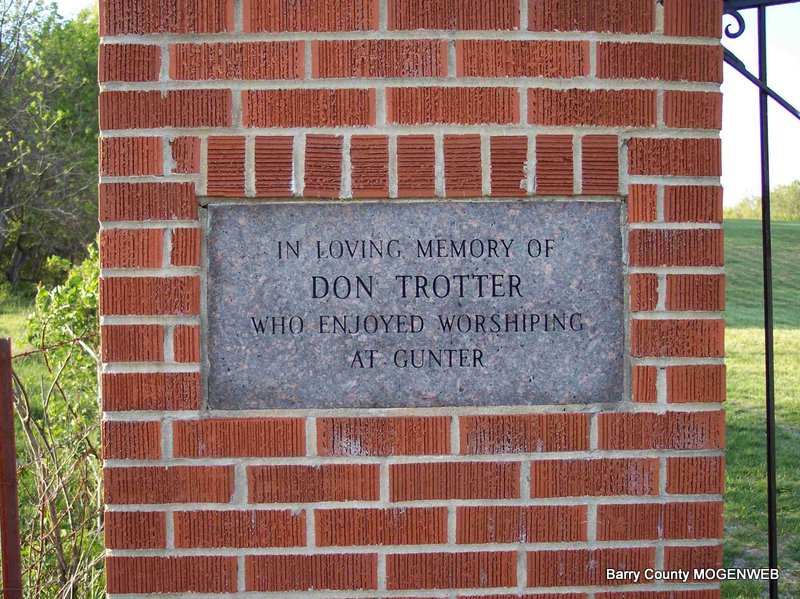 IN LOVING MEMORY OF
DON TROTTER
WHO ENJOYED WORSHIPING
AT GUNTER
Barry County MOGENWEB